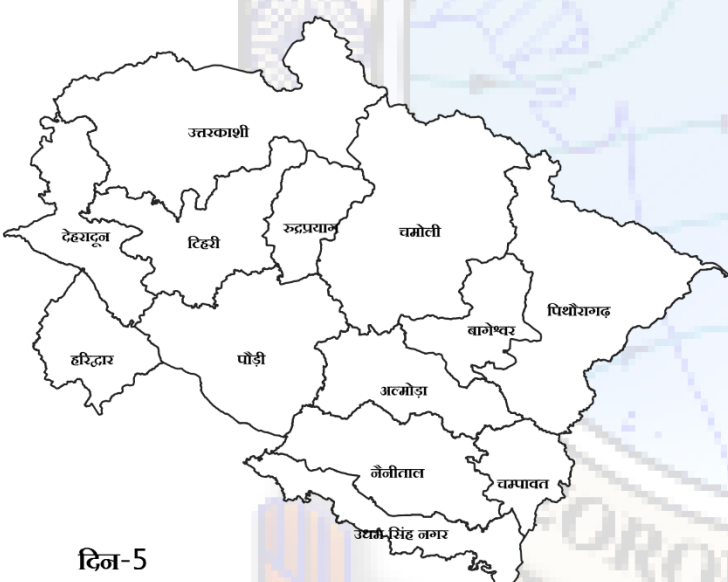 उत्तरकाशी
देहरादून
टिहरी
रुद्रप्रयाग
चमोली
पिथौरागढ़
बागेश्वर
हरिद्वार
पौड़ी
अल्मोड़ा
नैनीताल
चम्पावत
उधम सिंह नगर
दिन-5